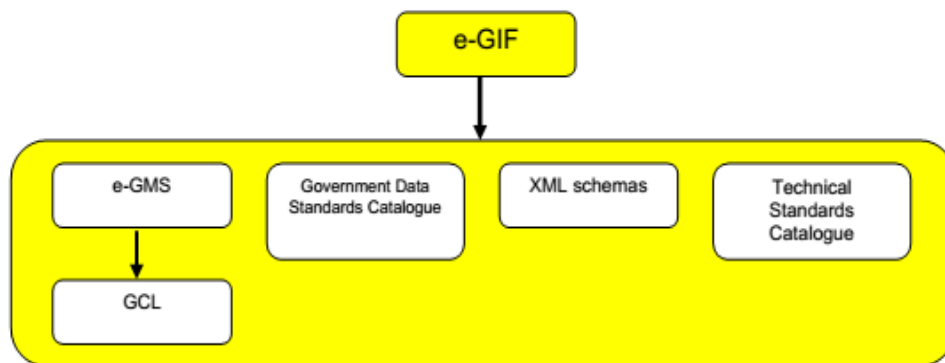 e-GIF
e-GMS
Government Data
Standards Catalogue
XML schemas
Technical
Standards
Catalogue
GCL